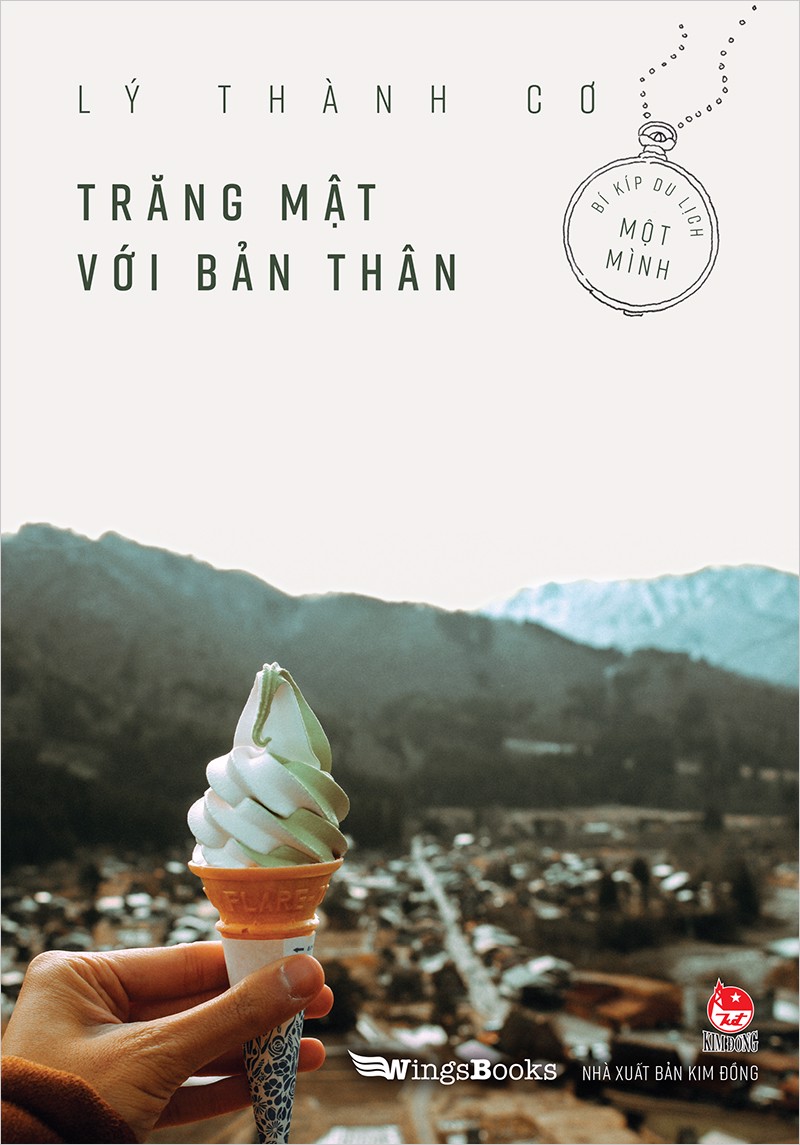 LÝ THÀNH CƠ
TRĂNG MẬT
VỚI BẢN THÂN
BÍ KÍP DU LỊCH
MỘT
MÌNH
FLARE
WingsBooks
KIM ĐỒNG
NHÀ XUẤT BẢN KIM ĐỒNG